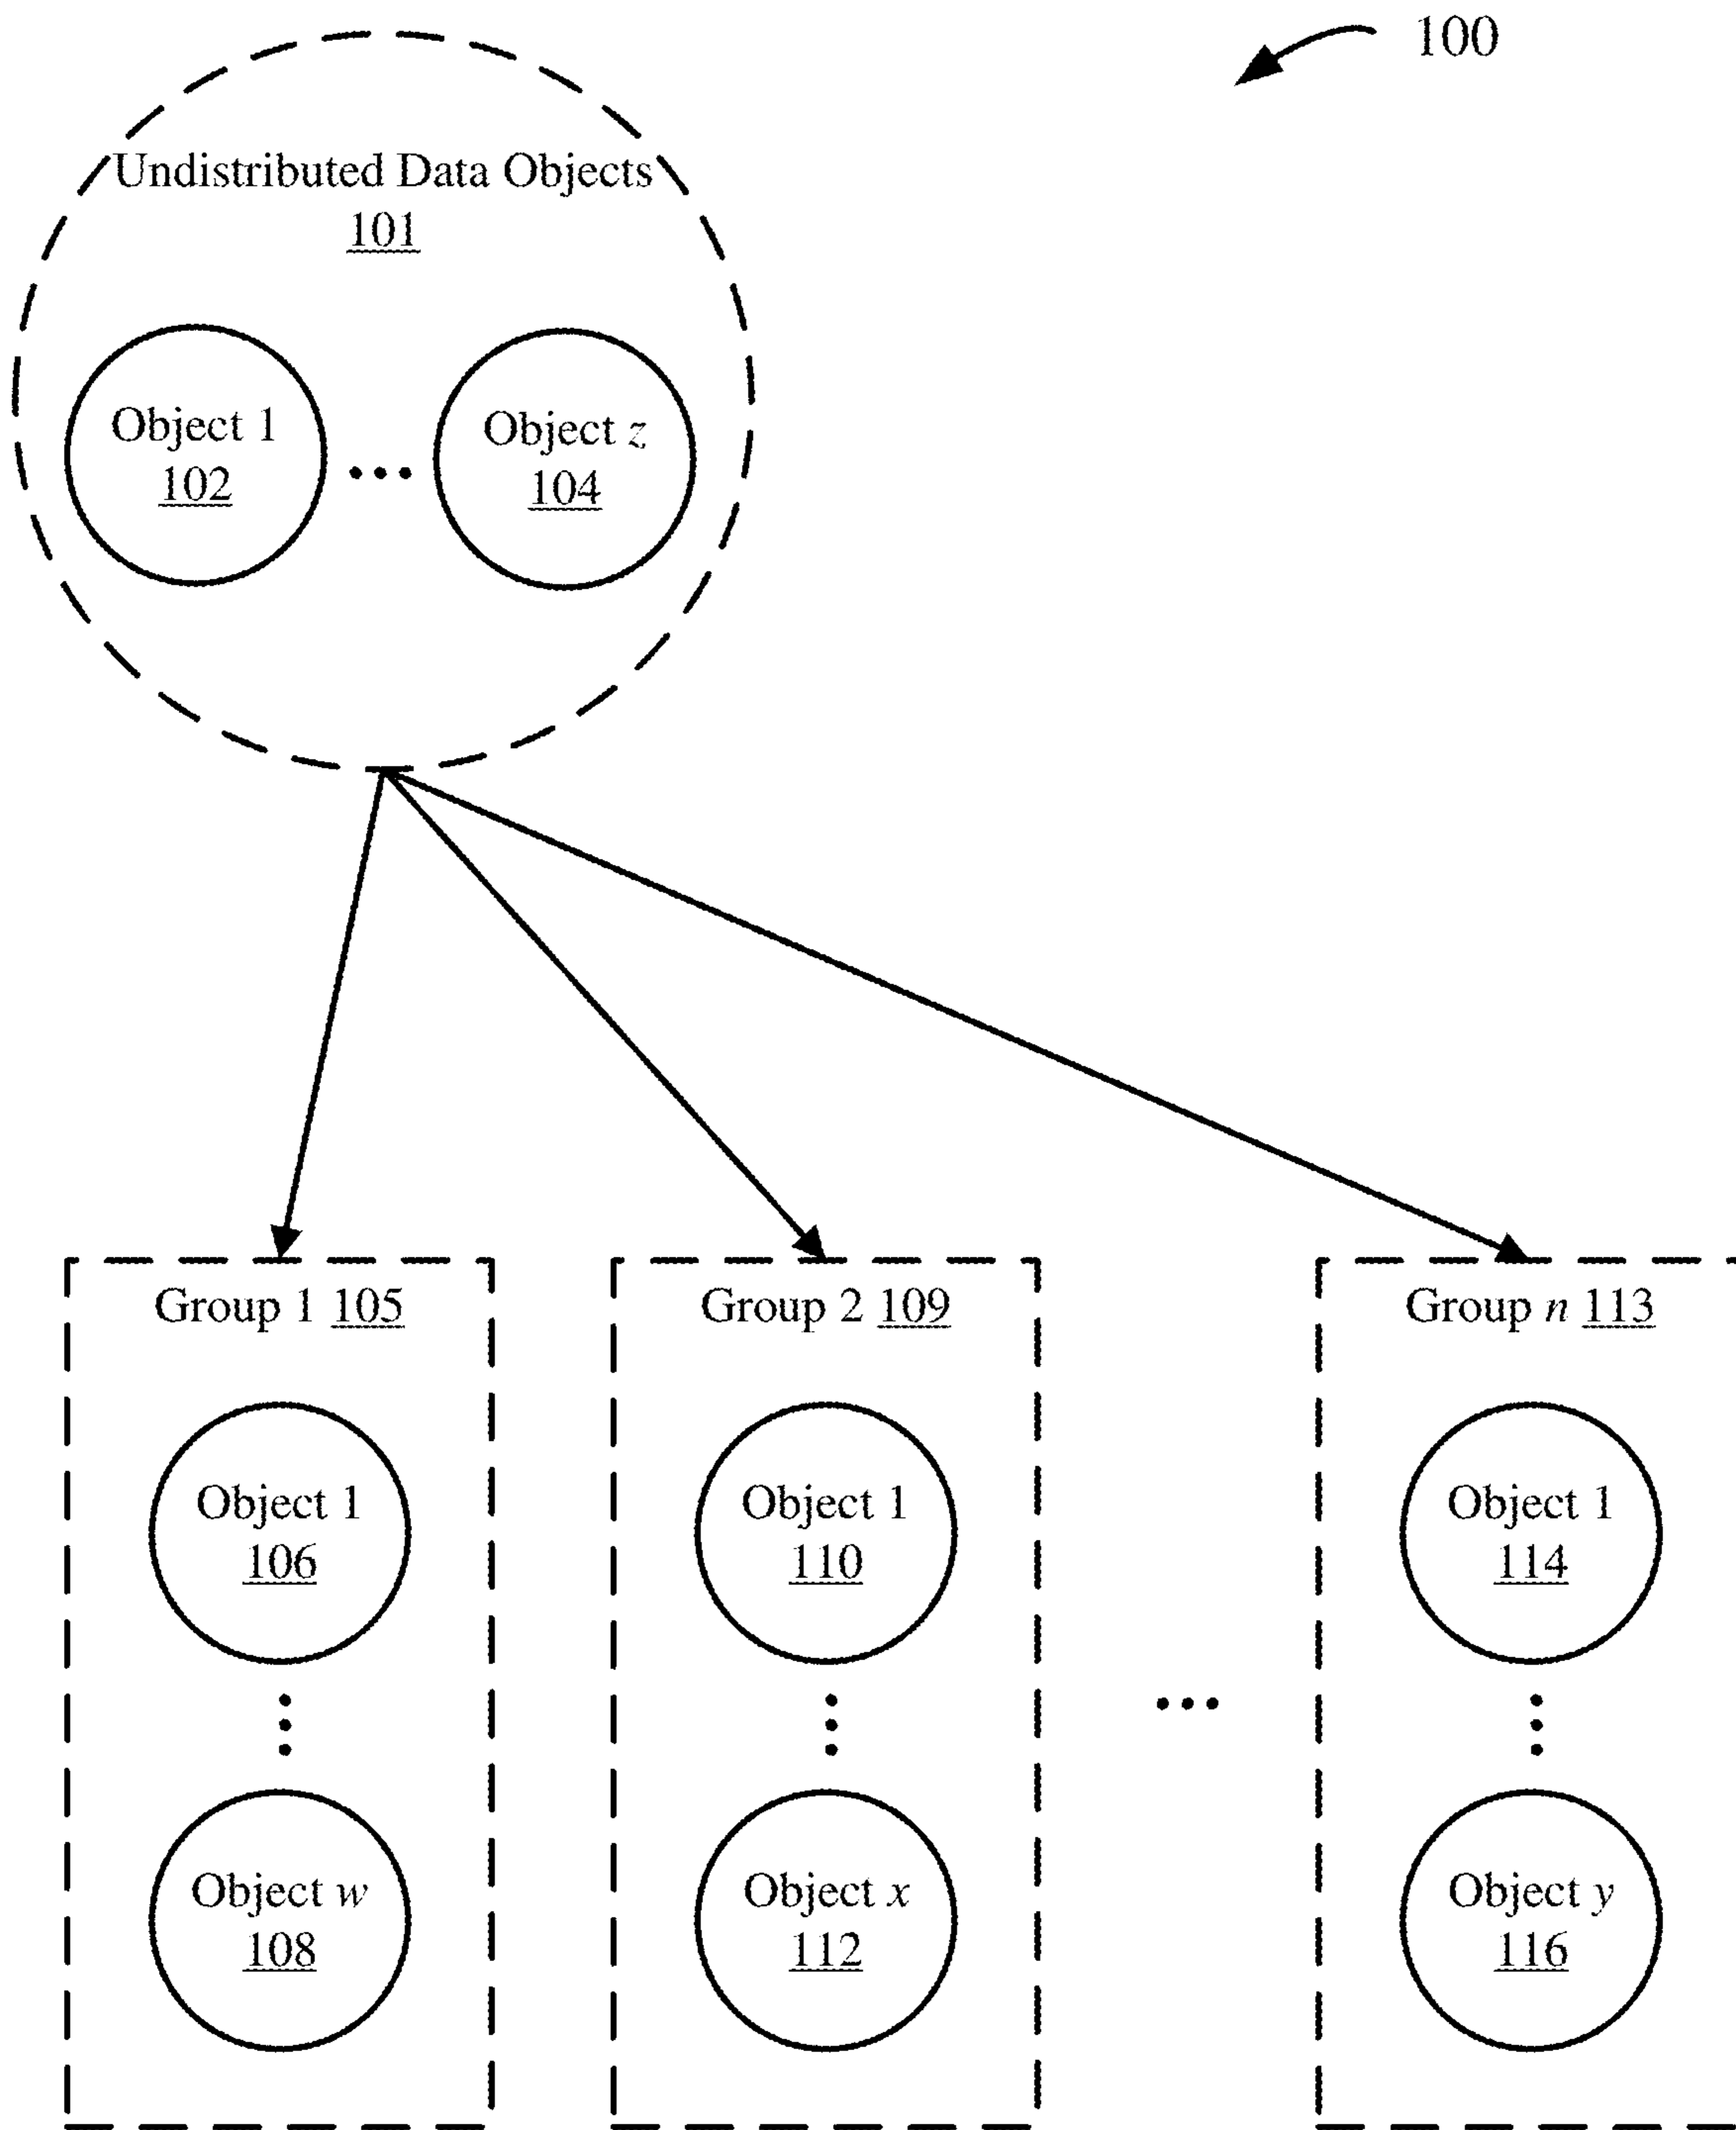 100
Undistributed Data Objects
101
Object 1
102
Object z
104
Group 1 105
Group 2 109
Group n 113
Object 1
106
Object 1
110
Object 1
114
Object w
108
Object x
112
Object y
116